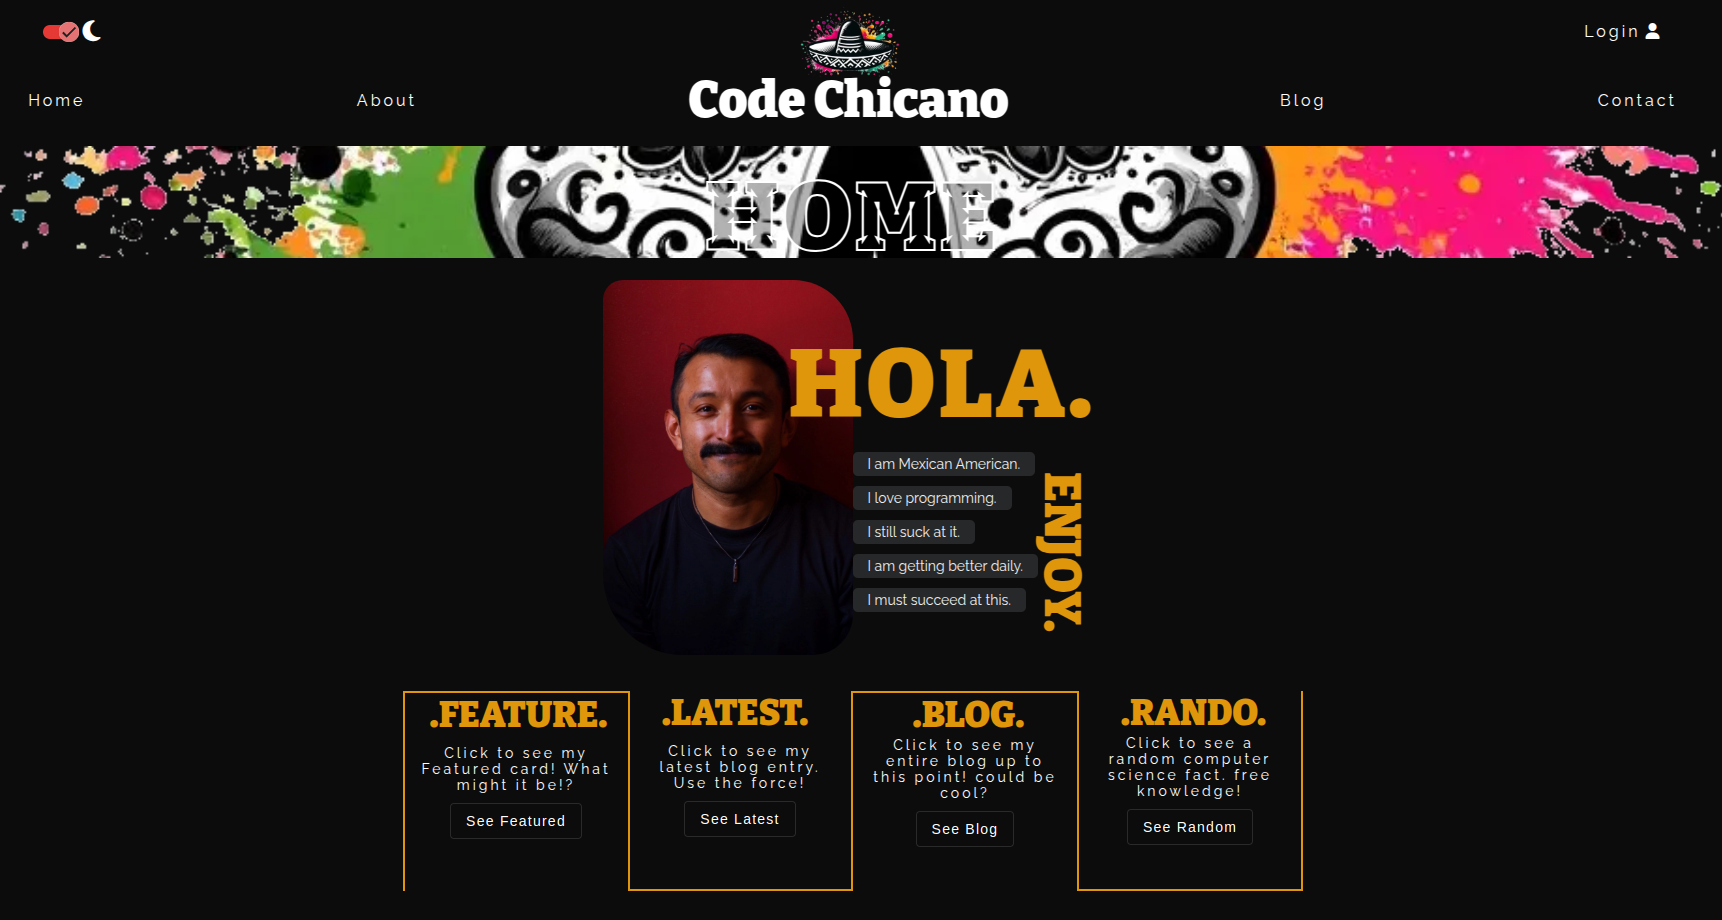 Login
Code Chicano
Home
About
Blog
Contact
HOME
HOLA.
I am Mexican American.
I love programming.
I still suck at it.
I am getting better daily.
I must succeed at this.
ENJOY.
.FEATURE.
Click to see my
Featured card! What
might it be!?
See Featured
.LATEST.
Click to see my
latest blog entry.
Use the force!
See Latest
.BLOG.
Click to see my
entire blog up to
this point! could be
cool?
See Blog
.RANDO.
Click to see a
random computer
science fact. free
knowledge!
See Random